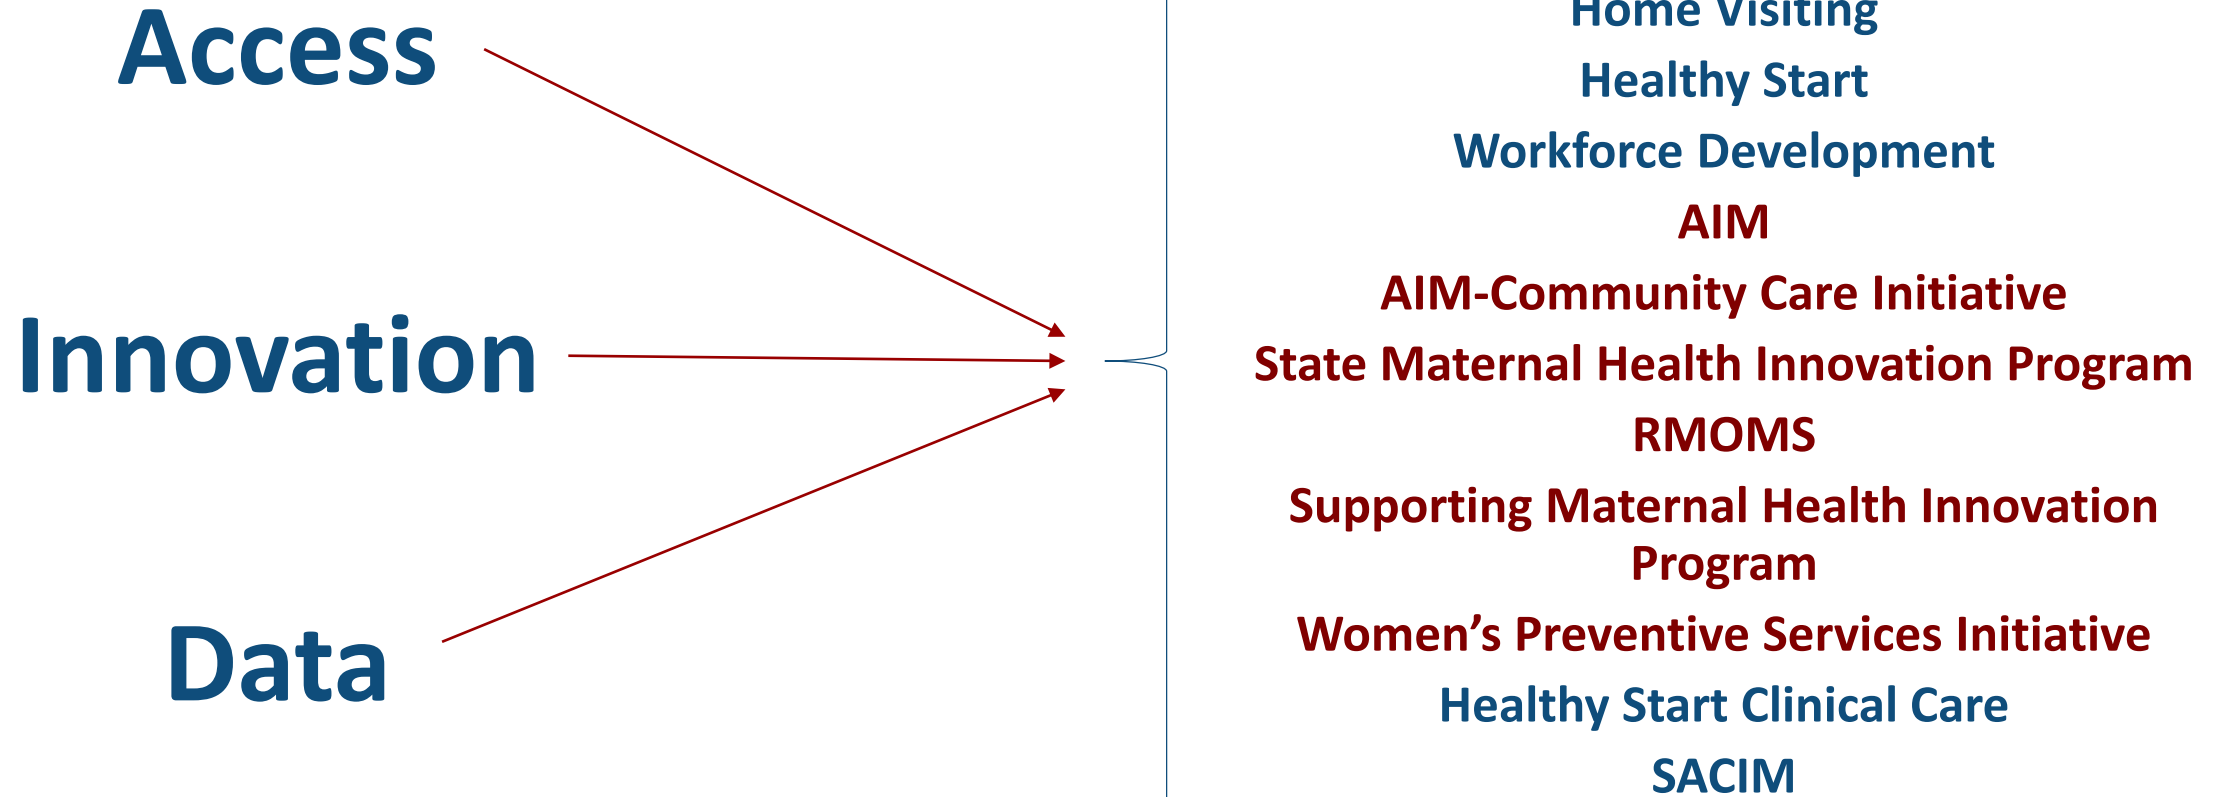 Access
Innovation
Data
Home Visiting
Healthy Start
Workforce Development
AIM
AIM-Community Care Initiative
State Maternal Health Innovation Program
RMOMS
Supporting Maternal Health Innovation
Program
Women’s Preventive Services Initiative
Healthy Start Clinical Care
SACIM